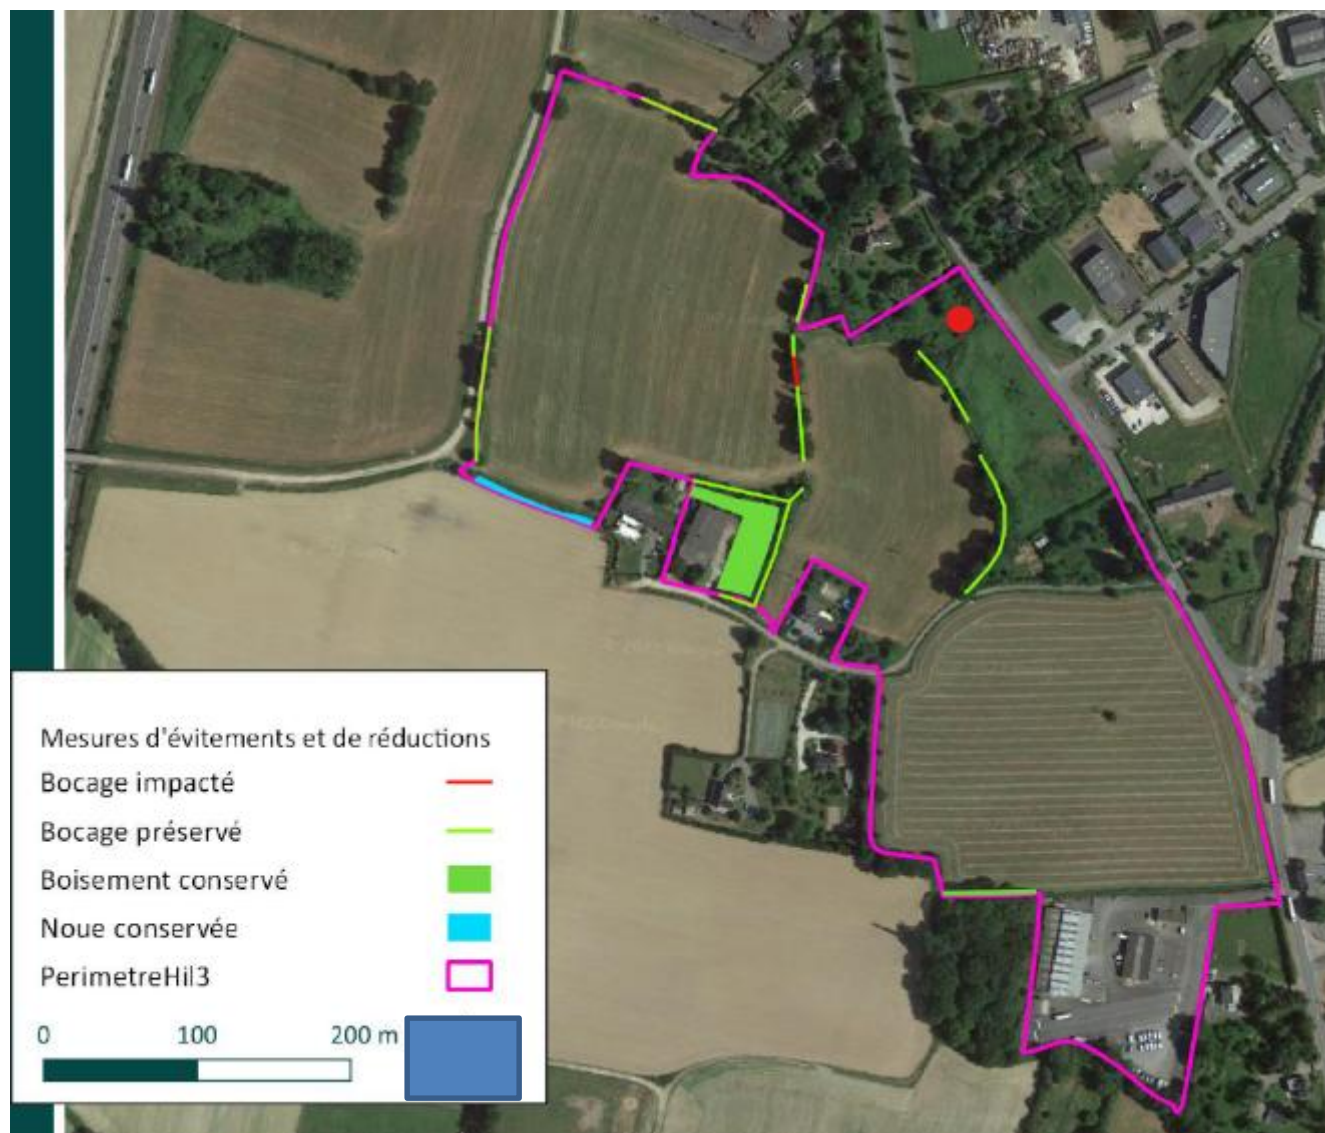 Mesures d'évitements et de réductions
Bocage impacté
Bocage préservé
Boisement conservé
Noue conservée
PerimetreHil3
0 100 200 m